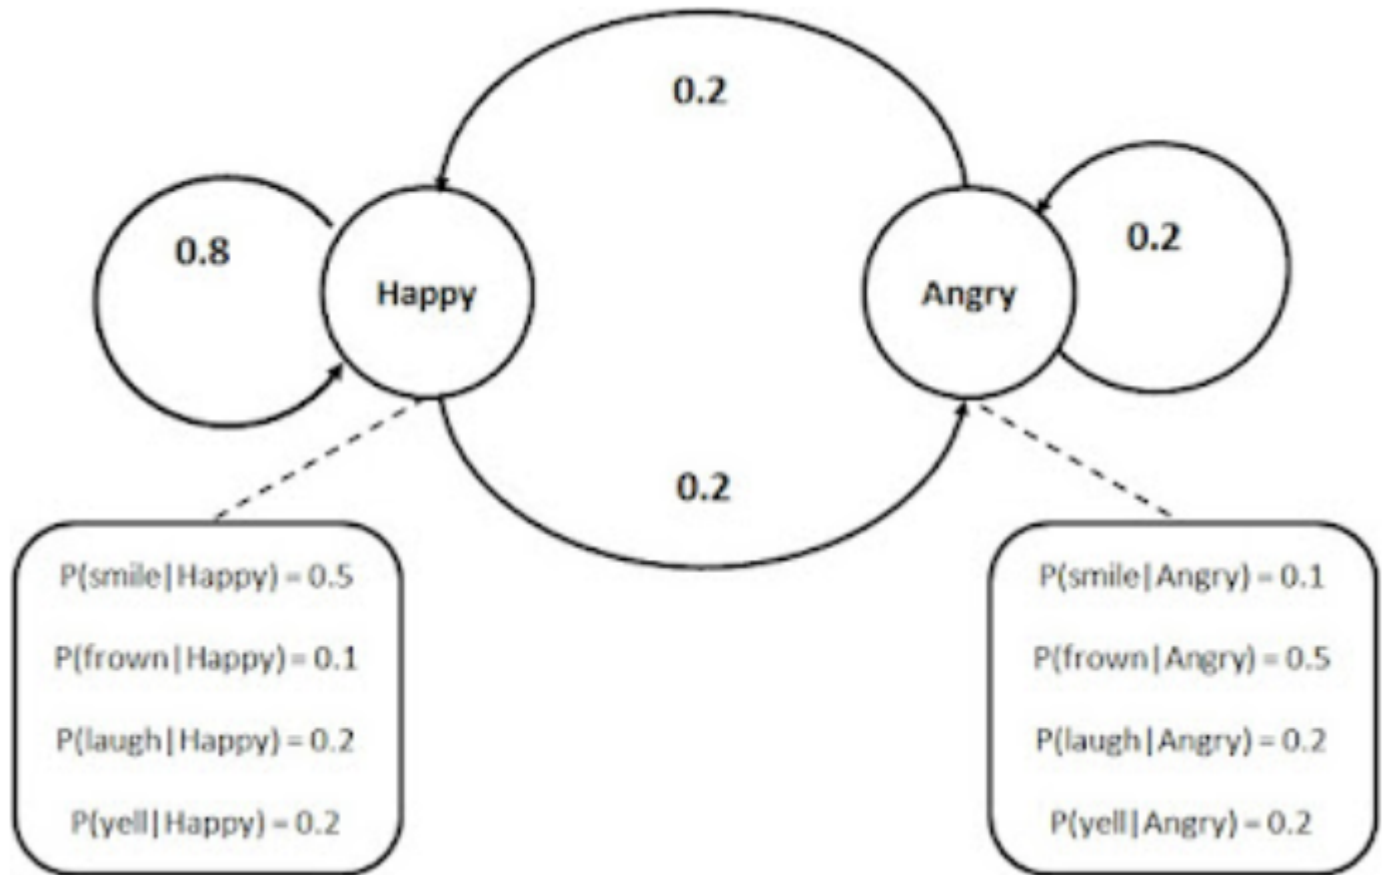 0.2
0.8
0.2
Happy
Angry
0.2
P(smile|Happy) = 0.5
P(frown|Happy) = 0.1
P(laugh|Happy) = 0.2
P(yell|Happy) = 0.2
P(smile|Angry) = 0.1
P(frown|Angry) = 0.5
P(laugh|Angry) = 0.2
P(yell|Angry) = 0.2